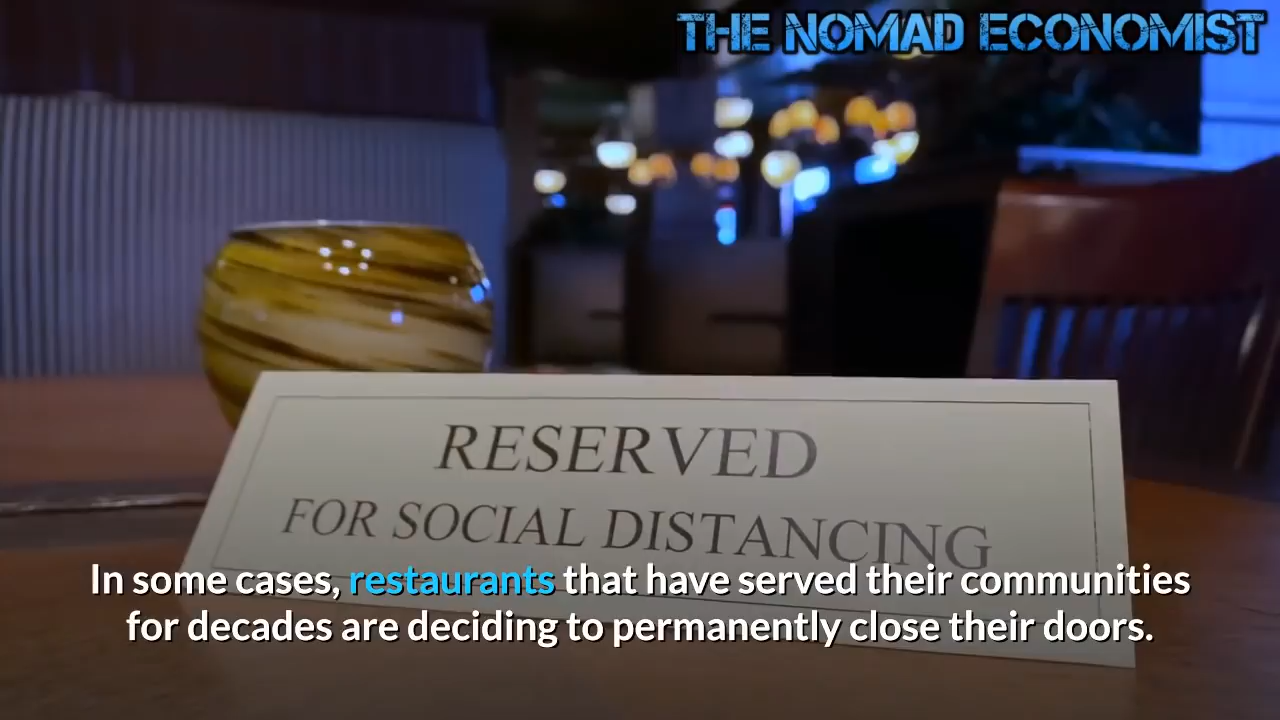 THE NOMAD ECONOMIST
RESERVED
FOR SOCIAL DISTANCING
In some cases, restaurants that have served their communities
for decades are deciding to permanently close their doors.